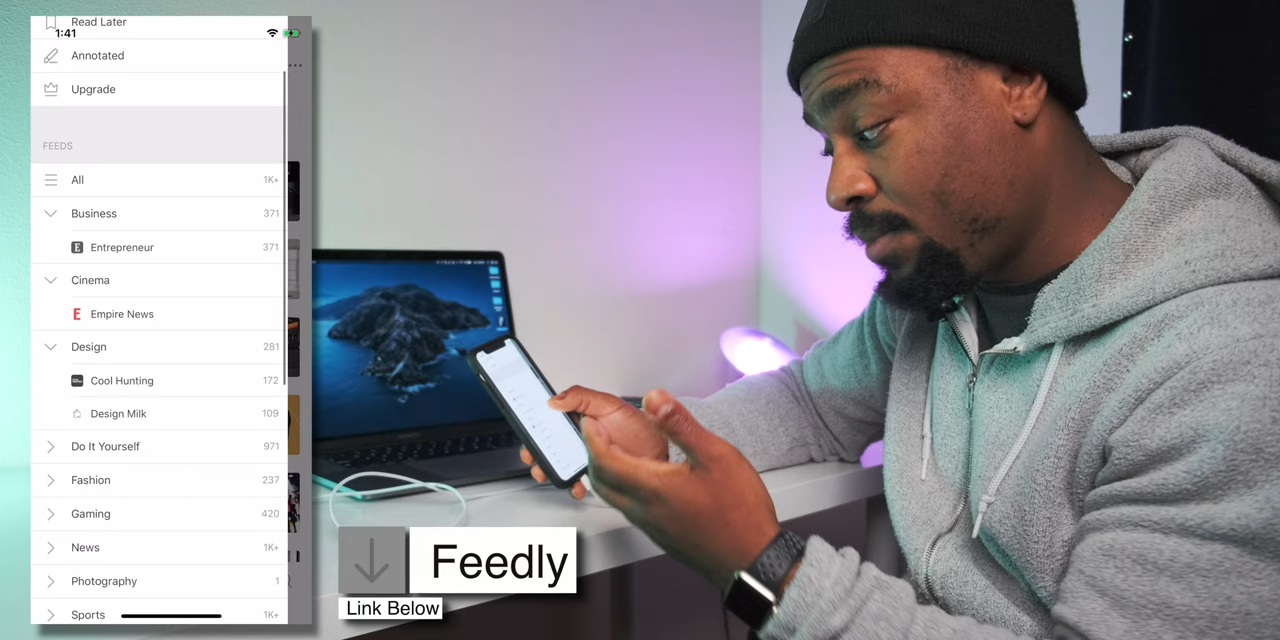 Read Later
1:41
Annotated
Upgrade
FEEDS
All 1K+
Business 371
E Entrepreneur 371
Cinema
E Empire News
Design 281
Cool Hunting 172
Design Milk 109
Do It Yourself 971
Fashion 237
Gaming 420
News 1K+
Photography 1
Sports 1K+
Feedly
Link Below